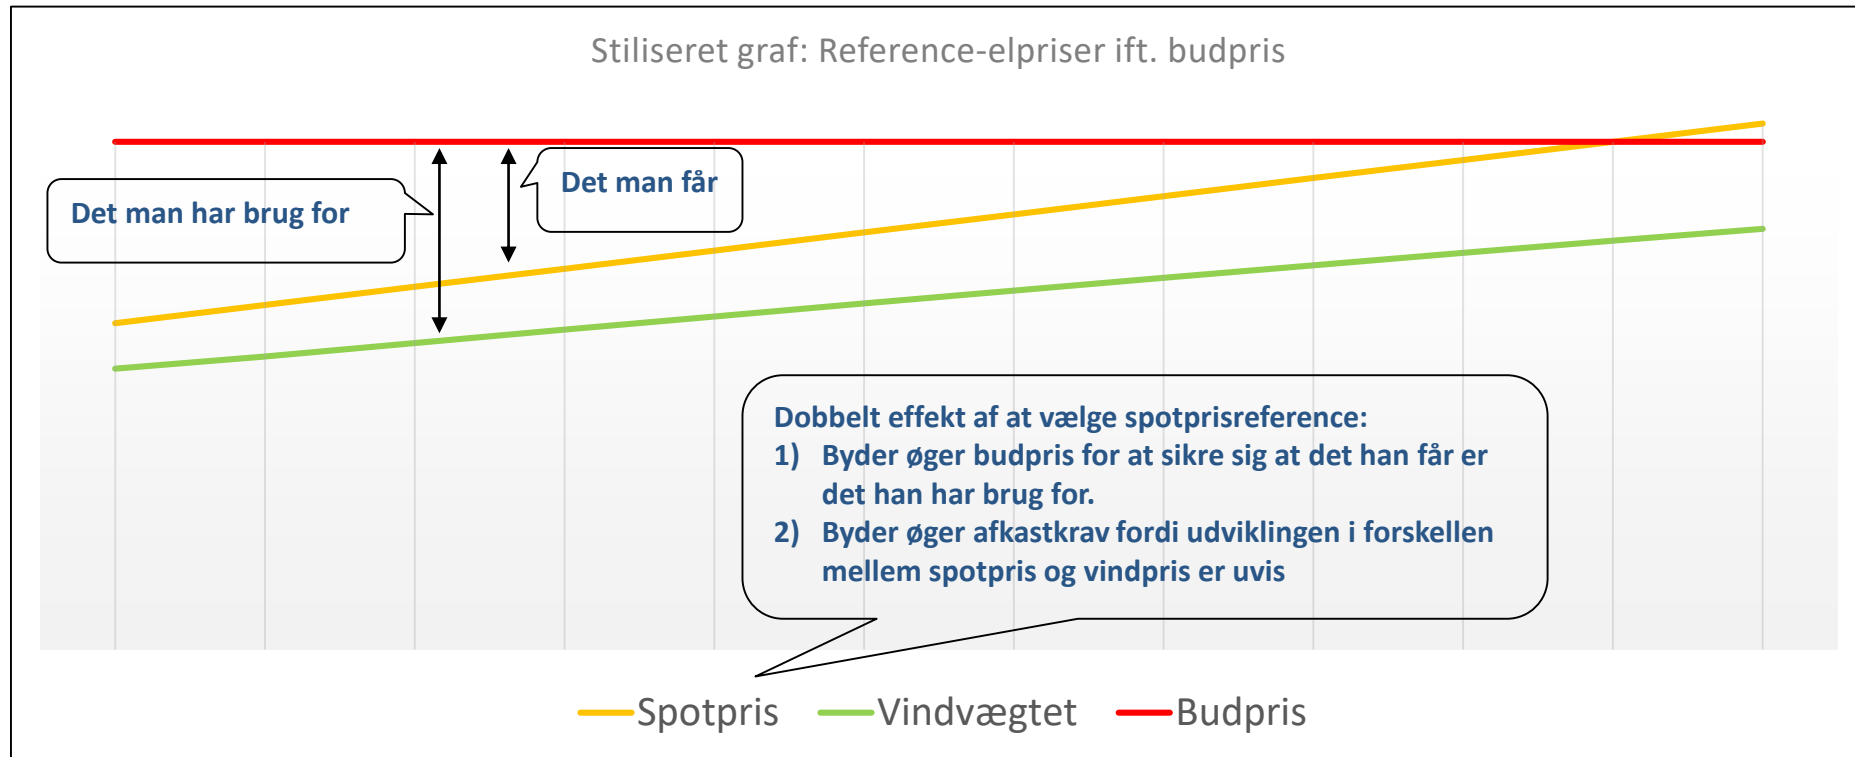 Stiliseret graf: Reference-elpriser ift. budpris
Det man har brug for
Det man får
Dobbelt effekt af at vælge spotprisreference:
1) Byder øger budpris for at sikre sig at det han får er
det han har brug for.
2) Byder øger afkastkrav fordi udviklingen i forskellen
mellem spotpris og vindpris er uvis
Spotpris Vindvægtet Budpris